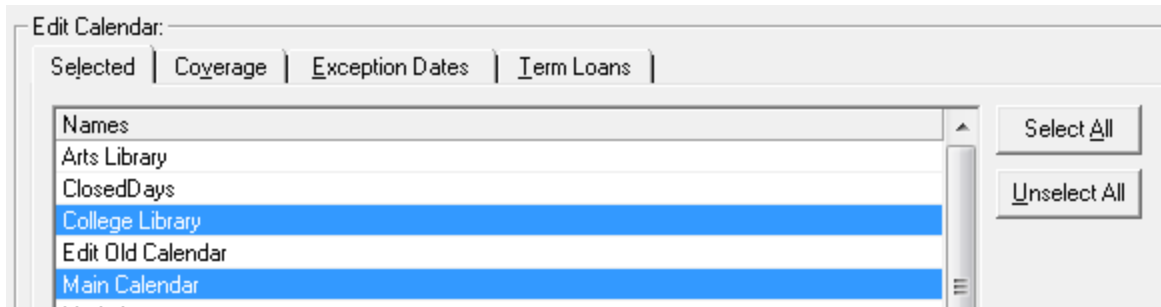 Edit Calendar:
Selected Coverage Exception Dates Term Loans
Names
Select All
Arts Library
ClosedDays
Unselect All
College Library
Edit Old Calendar
Main Calendar